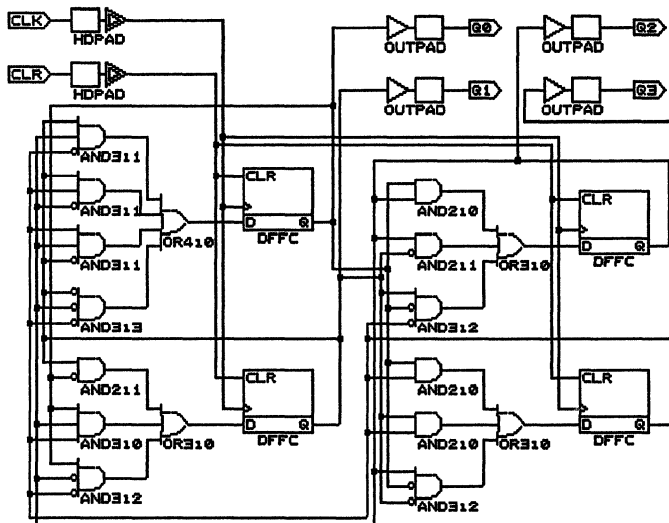 CLK
HDPAD
CLR
HDPAD
OUTPAD
Q0
OUTPAD
Q1
OUTPAD
Q2
OUTPAD
Q3
AND311
AND311
AND311
AND313
OR410
CLR
D
Q
DFFC
AND211
AND310
AND312
OR310
CLR
D
Q
DFFC
AND210
AND211
AND312
OR310
CLR
D
Q
DFFC
AND210
AND210
AND312
OR310
CLR
D
Q
DFFC